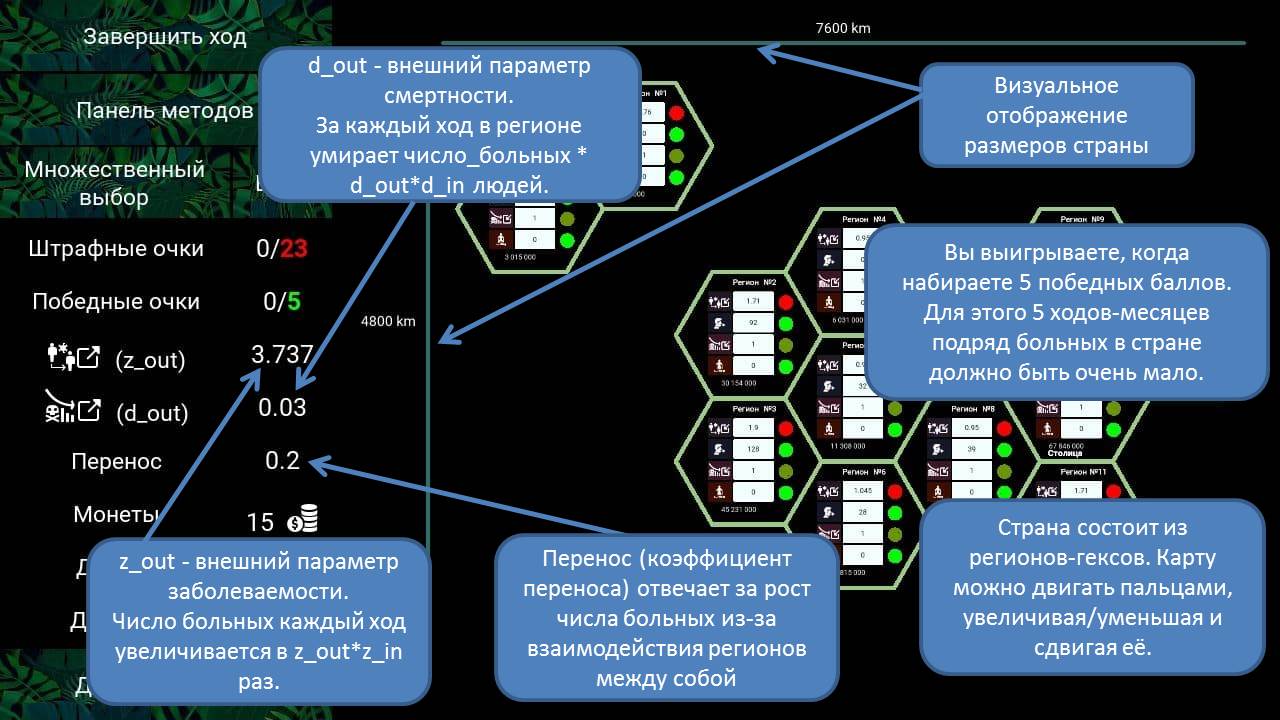 Завершить ход
Панель методов
Множественный
выбор
Штрафные очки 0/23
Победные очки 0/5
(z_out) 3.737
(d_out) 0.03
Перенос 0.2
Монеты 15
d_out - внешний параметр
смертности.
За каждый ход в регионе
умирает число_больных *
d_out*d_in людей.
7600 km
4800 km
Визуальное
отображение
размеров страны
Вы выигрываете, когда
набираете 5 победных баллов.
Для этого 5 ходов-месяцев
подряд больных в стране
должно быть очень мало.
Страна состоит из
регионов-гексов. Карту
можно двигать пальцами,
увеличивая/уменьшая и
сдвигая её.
Перенос (коэффициент
переноса) отвечает за рост
числа больных из-за
взаимодействия регионов
между собой
z_out - внешний параметр
заболеваемости.
Число больных каждый ход
увеличивается в z_out*z_in
раз.
№1
1
0
3 015 000
Регион №2
1.71
92
1
0
30 154 000
Регион №3
1.9
128
1
0
45 231 000
Регион №4
6 031 000
32
1
0
11 308 000
Регион №6
1.045
28
1
0
Регион №8
0.95
39
1
0
Регион №9
1
0
67 846 000
Столица
Регион №11
1.71